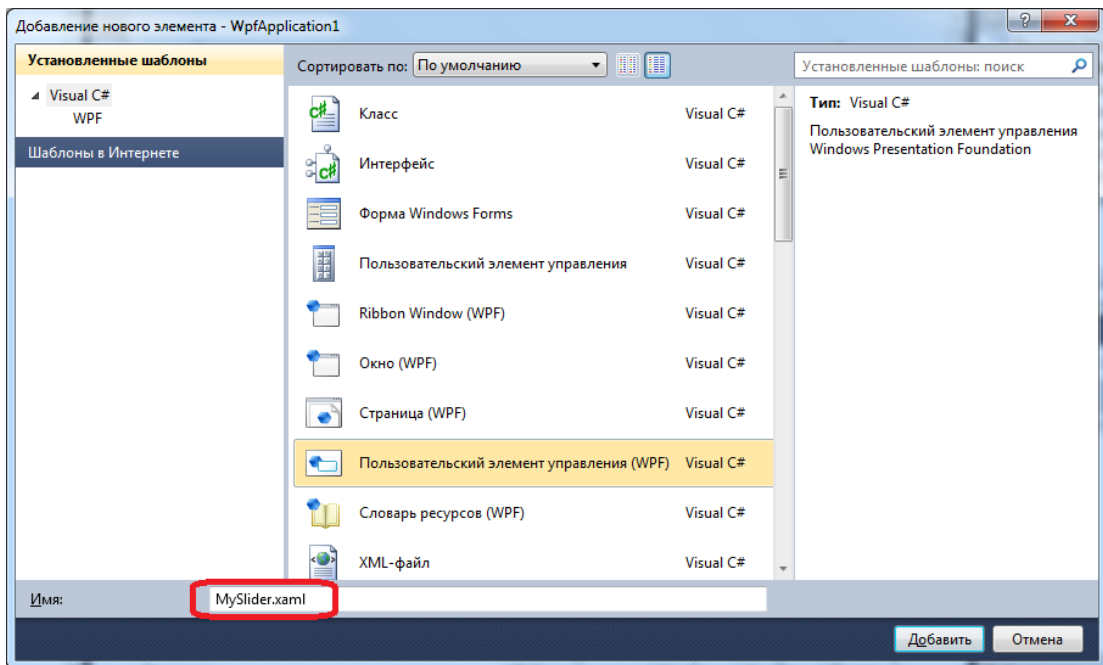 Добавление нового элемента - WpfApplication1
Установленные шаблоны
Visual C#
WPF
Шаблоны в Интернете
Сортировать по: По умолчанию
Установленные шаблоны: поиск
Класс Visual C#
Интерфейс Visual C#
Форма Windows Forms Visual C#
Пользовательский элемент управления Visual C#
Ribbon Window (WPF) Visual C#
Окно (WPF) Visual C#
Страница (WPF) Visual C#
Пользовательский элемент управления (WPF) Visual C#
Словарь ресурсов (WPF) Visual C#
XML-файл Visual C#
Тип: Visual C#
Пользовательский элемент управления
Windows Presentation Foundation
Имя: MySlider.xaml
Добавить Отмена